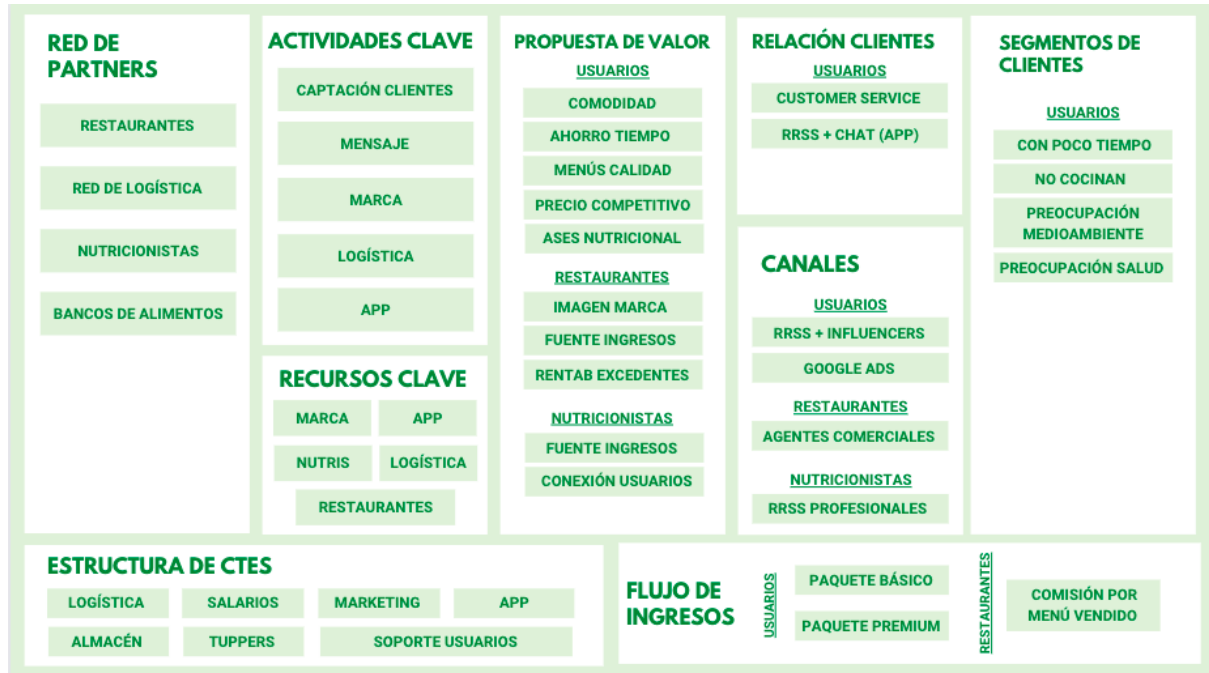 RED DE
PARTNERS
RESTAURANTES
RED DE LOGÍSTICA
NUTRICIONISTAS
BANCOS DE ALIMENTOS
ACTIVIDADES CLAVE
CAPTACIÓN CLIENTES
MENSAJE
MARCA
LOGÍSTICA
APP
RECURSOS CLAVE
MARCA
APP
NUTRIS
LOGÍSTICA
RESTAURANTES
PROPUESTA DE VALOR
USUARIOS
COMODIDAD
AHORRO TIEMPO
MENÚS CALIDAD
PRECIO COMPETITIVO
ASES NUTRICIONAL
RESTAURANTES
IMAGEN MARCA
FUENTE INGRESOS
RENTAB EXCEDENTES
NUTRICIONISTAS
FUENTE INGRESOS
CONEXIÓN USUARIOS
RELACIÓN CLIENTES
USUARIOS
CUSTOMER SERVICE
RRSS + CHAT (APP)
CANALES
USUARIOS
RRSS + INFLUENCERS
GOOGLE ADS
RESTAURANTES
AGENTES COMERCIALES
NUTRICIONISTAS
RRSS PROFESIONALES
SEGMENTOS DE
CLIENTES
USUARIOS
CON POCO TIEMPO
NO COCINAN
PREOCUPACIÓN
MEDIOAMBIENTE
PREOCUPACIÓN SALUD
ESTRUCTURA DE CTES
LOGÍSTICA
SALARIOS
MARKETING
APP
ALMACÉN
TUPPERS
SOPORTE USUARIOS
FLUJO DE
INGRESOS
USUARIOS
PAQUETE BÁSICO
PAQUETE PREMIUM
RESTAURANTES
COMISIÓN POR
MENÚ VENDIDO